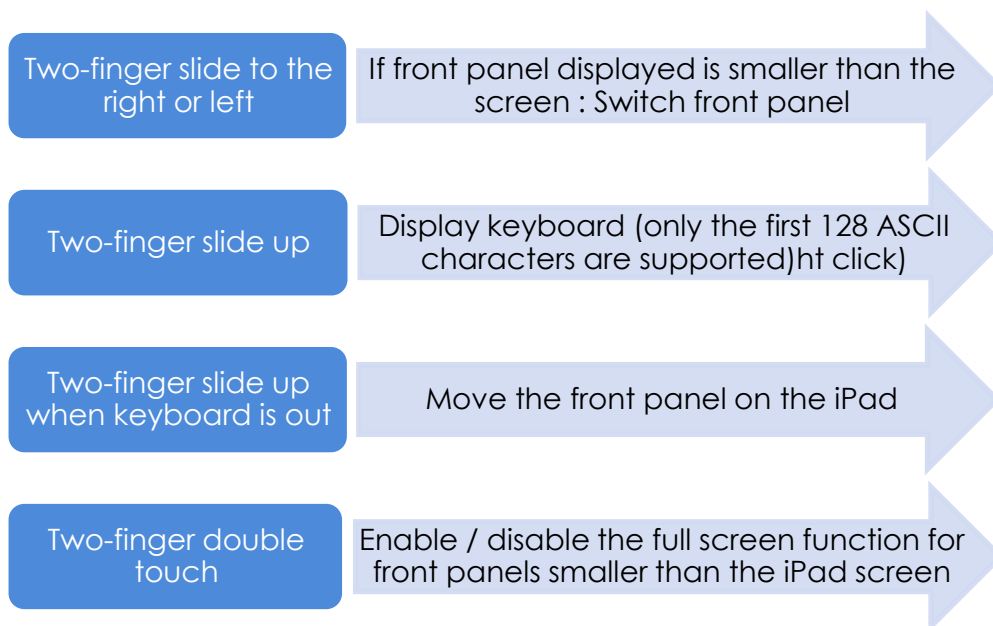 Two-finger slide to the
right or left
If front panel displayed is smaller than the
screen : Switch front panel
Two-finger slide up
Display keyboard (only the first 128 ASCII
characters are supported)ht click)
Two-finger slide up
when keyboard is out
Move the front panel on the iPad
Two-finger double
touch
Enable / disable the full screen function for
front panels smaller than the iPad screen